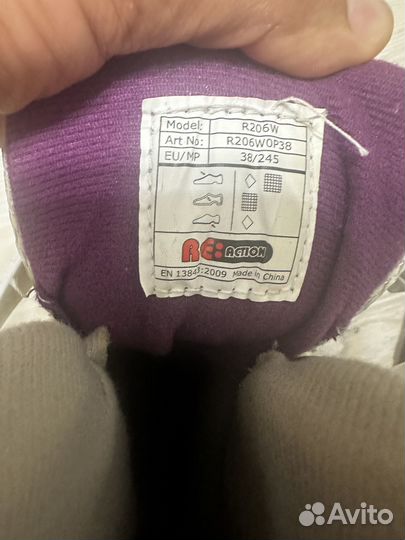 Model: R206W
Art No: R206W0P38
EU/MP 38/245
RE:ACTION
EN 13843:2009 Made in China
Avito